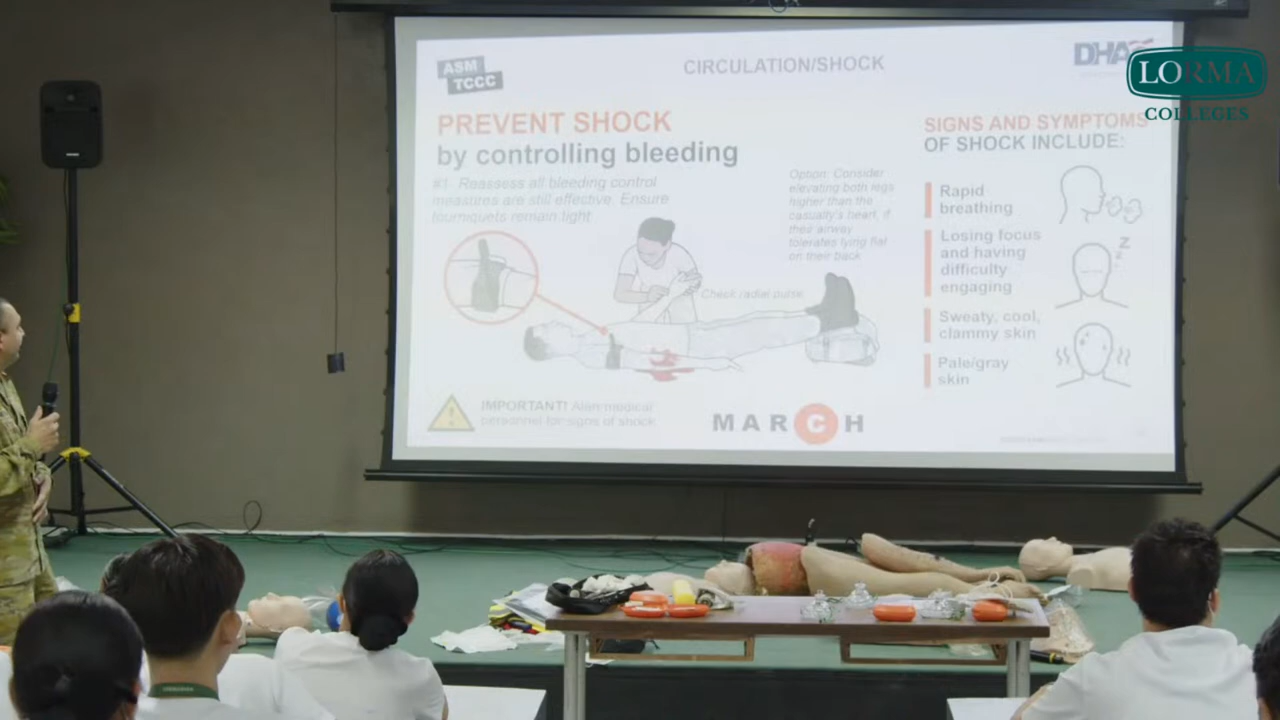 ASM
TCCC
CIRCULATION/SHOCK
DHA
LORMA
COLLEGES
PREVENT SHOCK
by controlling bleeding
#1 Reassess all bleeding control
measures are still effective. Ensure
tourniquets remain tight
Option: Consider
elevating both legs
higher than the
casualty's heart, if
their airway
tolerates lying flat
on their back
Check radial pulse
SIGNS AND SYMPTOMS
OF SHOCK INCLUDE:
Rapid
breathing
Losing focus
and having
difficulty
engaging
Z
z
Sweaty, cool,
clammy skin
Pale/gray
skin
IMPORTANT! Alert medical
personnel for signs of shock
MARCH